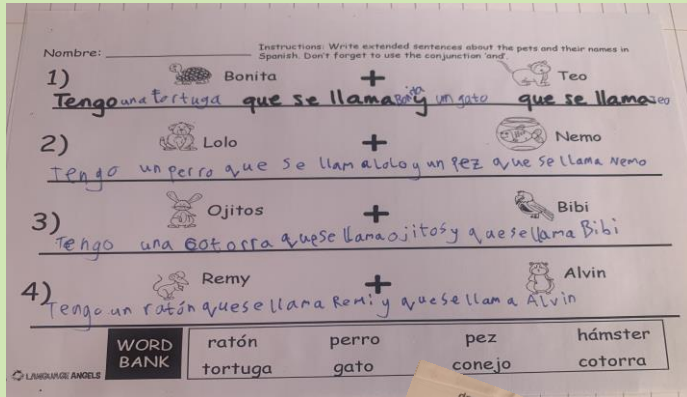 Nombre:
Instructions: Write extended sentences about the pets and their names in
Spanish. Don't forget to use the conjunction 'and'.
1) Bonita + Teo
Tengo una tortuga que se llama Bonita y un gato que se llama Teo
2) Lolo + Nemo
Tengo un perro que se llama Lolo y un pez que se llama Nemo
3) Ojitos + Bibi
Tengo una cotorra que se llama ojitos y que se llama Bibi
4) Remy + Alvin
Tengo un ratón que se llama Remi y que se llama Alvin
WORD BANK
ratón perro pez hámster
tortuga gato conejo cotorra
LANGUAGE ANGELS